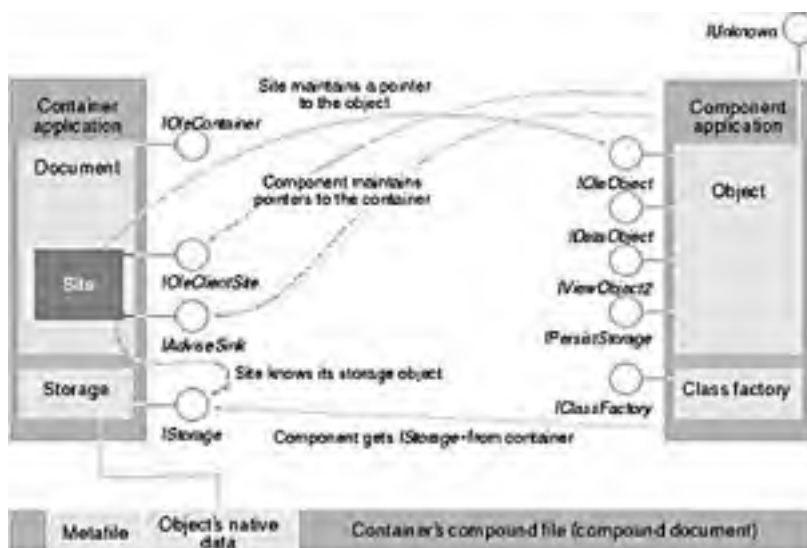 IUnknown
Container
application
Site maintains a pointer
to the object
Component
application
IOleContainer
Document
Component maintains
pointers to the container
IOleObject
Object
IDataObject
Site
IOleClientSite
IViewObject2
IAdviseSink
IPersistStorage
Site knows its storage object
Storage
Class factory
IClassFactory
IStorage
Component gets IStorage* from container
Metafile
Object's native
data
Container's compound file (compound document)